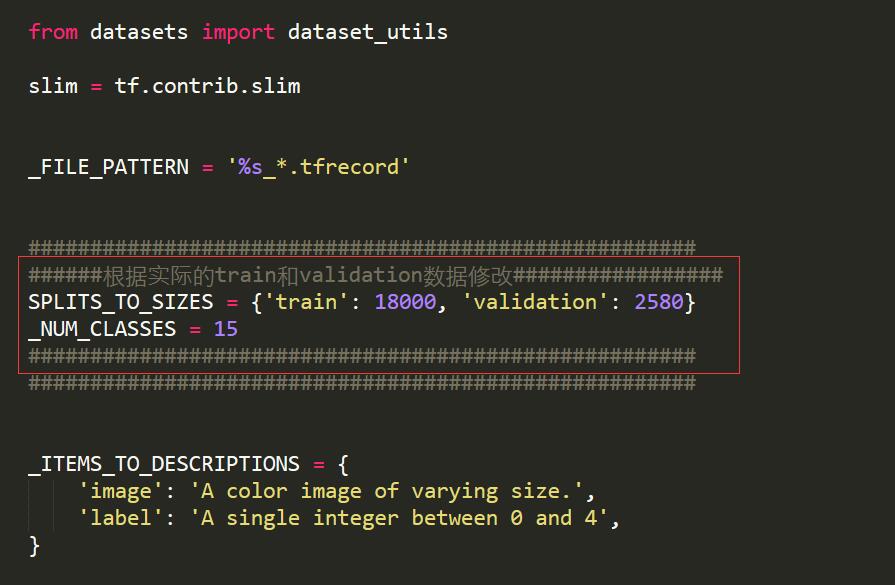 from datasets import dataset_utils
slim = tf.contrib.slim
_FILE_PATTERN = '%s_*.tfrecord'
######################################################
######根据实际的train和validation数据修改#################
SPLITS_TO_SIZES = {'train': 18000, 'validation': 2580}
_NUM_CLASSES = 15
######################################################
######################################################
_ITEMS_TO_DESCRIPTIONS = {
'image': 'A color image of varying size.',
'label': 'A single integer between 0 and 4',
}